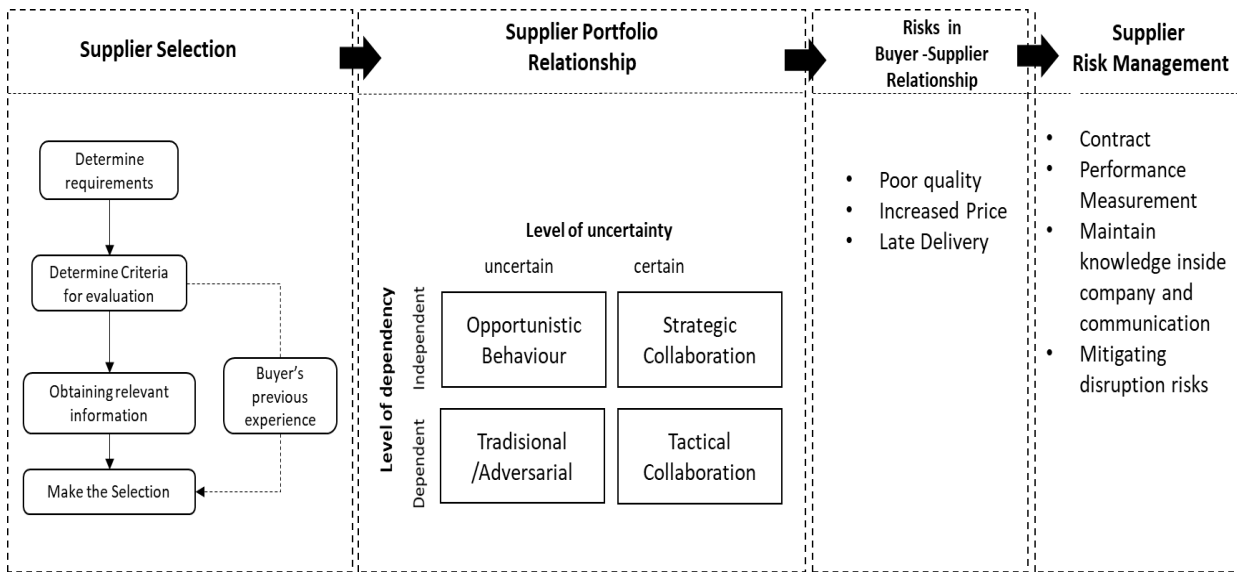 Supplier Selection
Supplier Portfolio
Relationship
Risks in
Buyer -Supplier
Relationship
Supplier
Risk Management
Determine
requirements
Determine Criteria
for evaluation
Obtaining relevant
information
Buyer's
previous
experience
Make the Selection
Level of uncertainty
uncertain
certain
Level of dependency
Independent
Dependent
Opportunistic
Behaviour
Strategic
Collaboration
Tradisional
/Adversarial
Tactical
Collaboration
• Poor quality
• Increased Price
• Late Delivery
• Contract
• Performance
Measurement
• Maintain
knowledge inside
company and
communication
• Mitigating
disruption risks